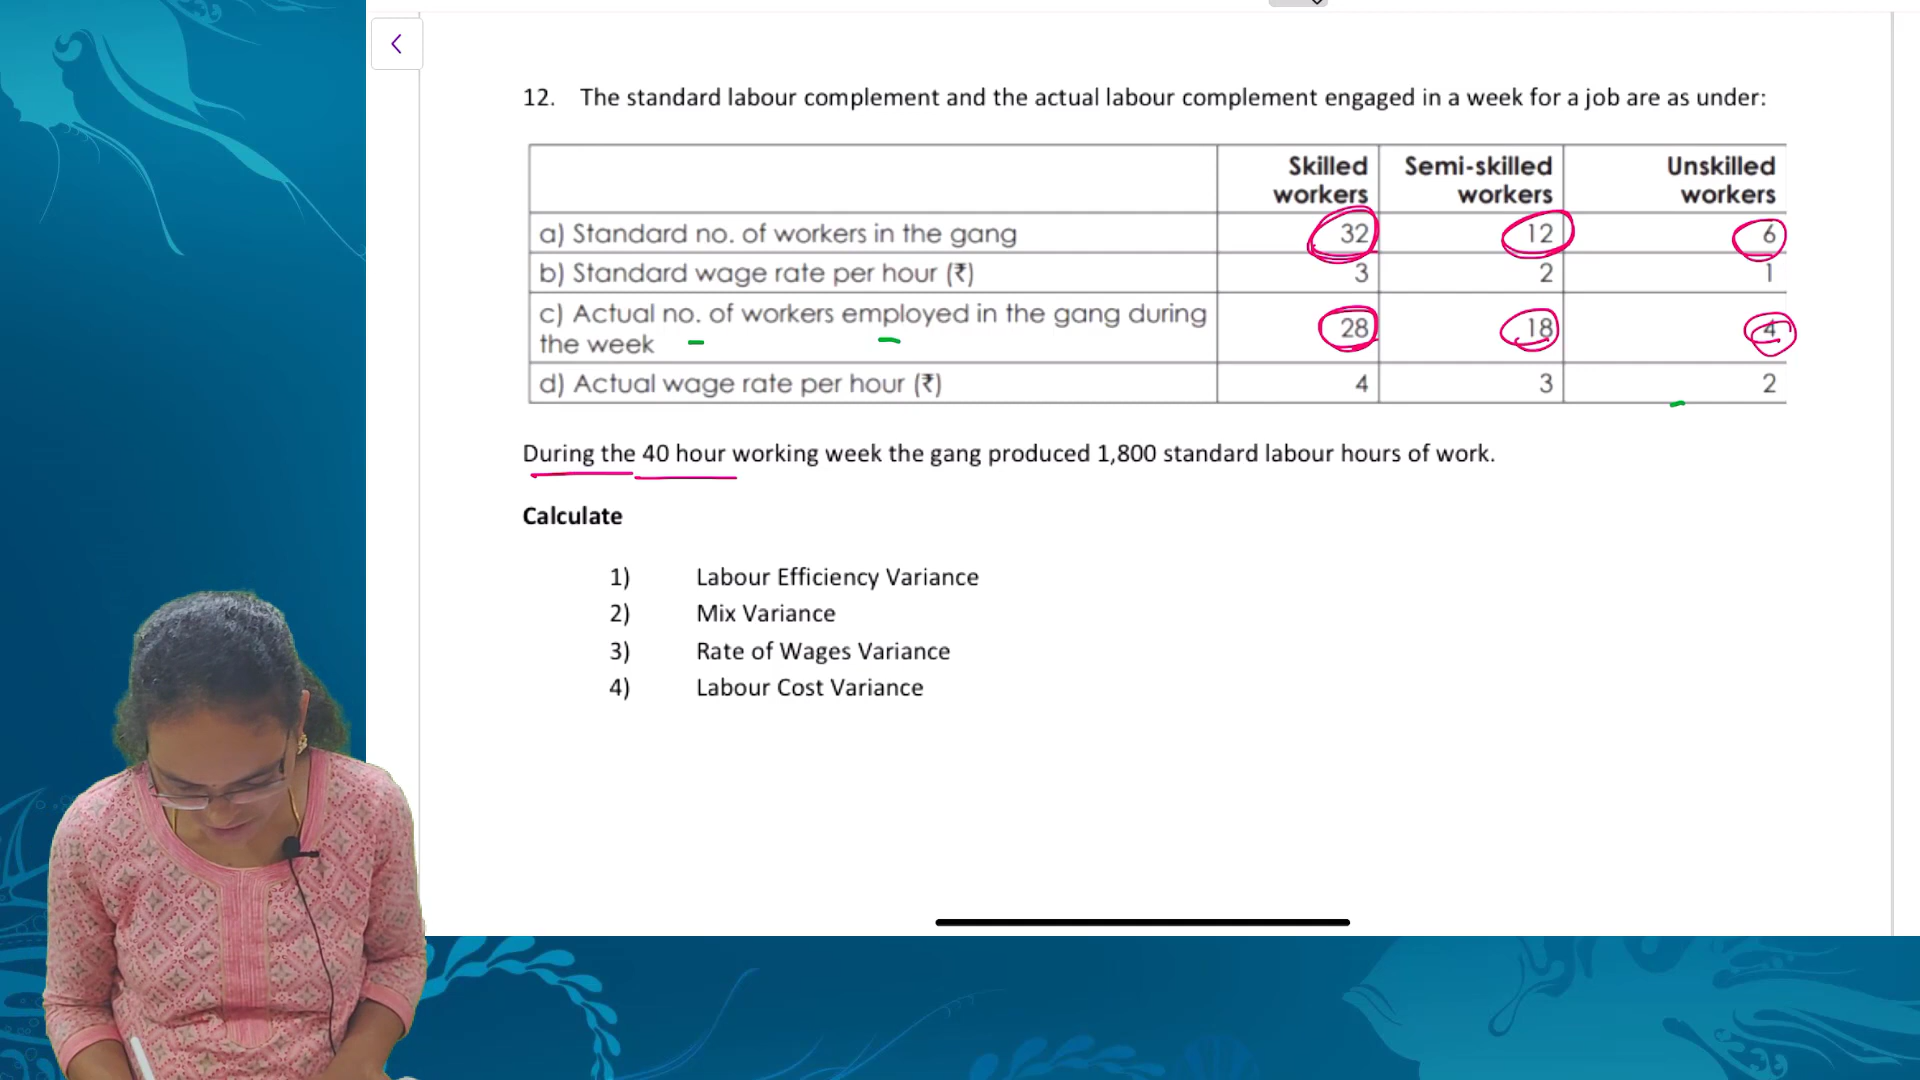 12. The standard labour complement and the actual labour complement engaged in a week for a job are as under:
Skilled workers Semi-skilled workers Unskilled workers
a) Standard no. of workers in the gang 32 12 6
b) Standard wage rate per hour (₹) 3 2 1
c) Actual no. of workers employed in the gang during the week 28 18 4
d) Actual wage rate per hour (₹) 4 3 2
During the 40 hour working week the gang produced 1,800 standard labour hours of work.
Calculate
1) Labour Efficiency Variance
2) Mix Variance
3) Rate of Wages Variance
4) Labour Cost Variance